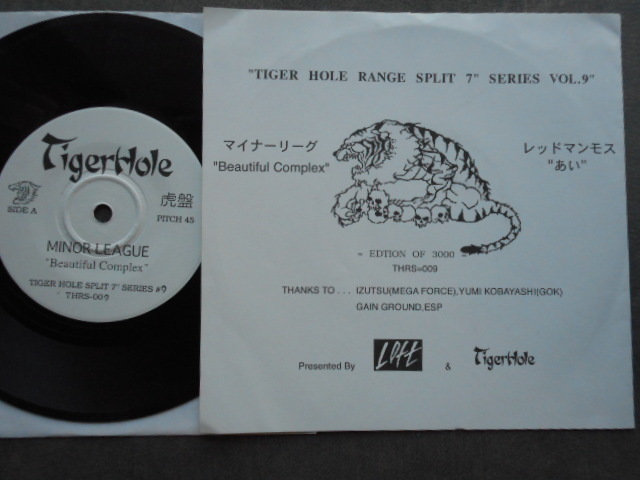 TigerHole
SIDE A
虎盤
PITCH 45
MINOR LEAGUE
"Beautiful Complex"
TIGER HOLE SPLIT 7" SERIES #9
THRS-009
"TIGER HOLE RANGE SPLIT 7" SERIES VOL.9"
マイナーリーグ
"Beautiful Complex"
レッドマンモス
"あい"
= EDTION OF 3000 =
THRS=009
THANKS TO . . . IZUTSU(MEGA FORCE),YUMI KOBAYASHI(GOK)
GAIN GROUND,ESP
Presented By LOFT & TigerHole